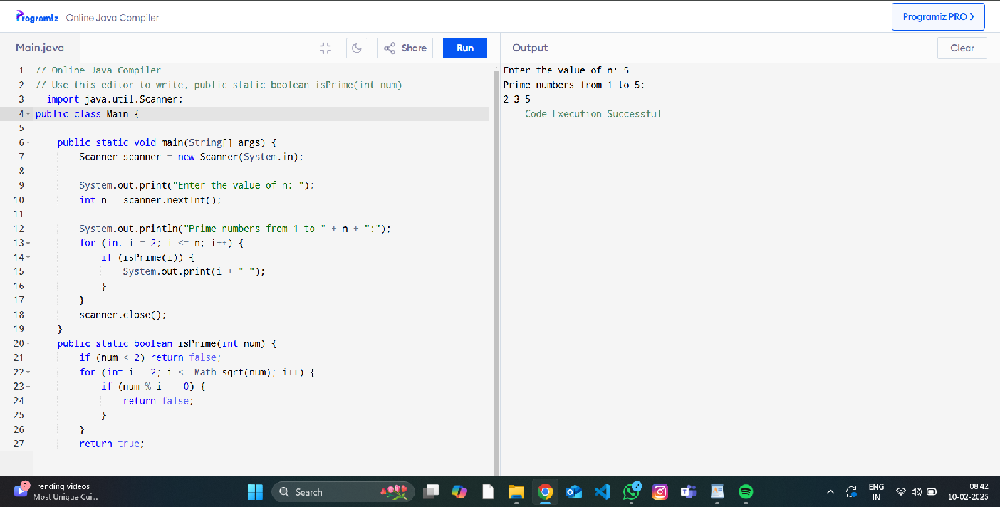 Programiz Online Java Compiler
Programiz PRO >
Main.java
Share
Run
Output
Clear
1 // Online Java Compiler
2 // Use this editor to write, public static boolean isPrime(int num)
3 import java.util.Scanner;
4 public class Main {
5
6 public static void main(String[] args) {
7 Scanner scanner = new Scanner(System.in);
8
9 System.out.print("Enter the value of n: ");
10 int n scanner.nextInt();
11
12 System.out.println("Prime numbers from 1 to " + n + ":");
13 for (int i = 2; i <= n; i++) {
14 if (isPrime(i)) {
15 System.out.print(i + " ");
16 }
17 }
18 scanner.close();
19 }
20 public static boolean isPrime(int num) {
21 if (num < 2) return false;
22 for (int i 2; i < Math.sqrt(num); i++) {
23 if (num % i == 0) {
24 return false;
25 }
26 }
27 return true;
Enter the value of n: 5
Prime numbers from 1 to 5:
2 3 5
Code Execution Successful
2
Trending videos
Most Unique Cui...
Search
2
ENG
IN
08:42
10-02-2025